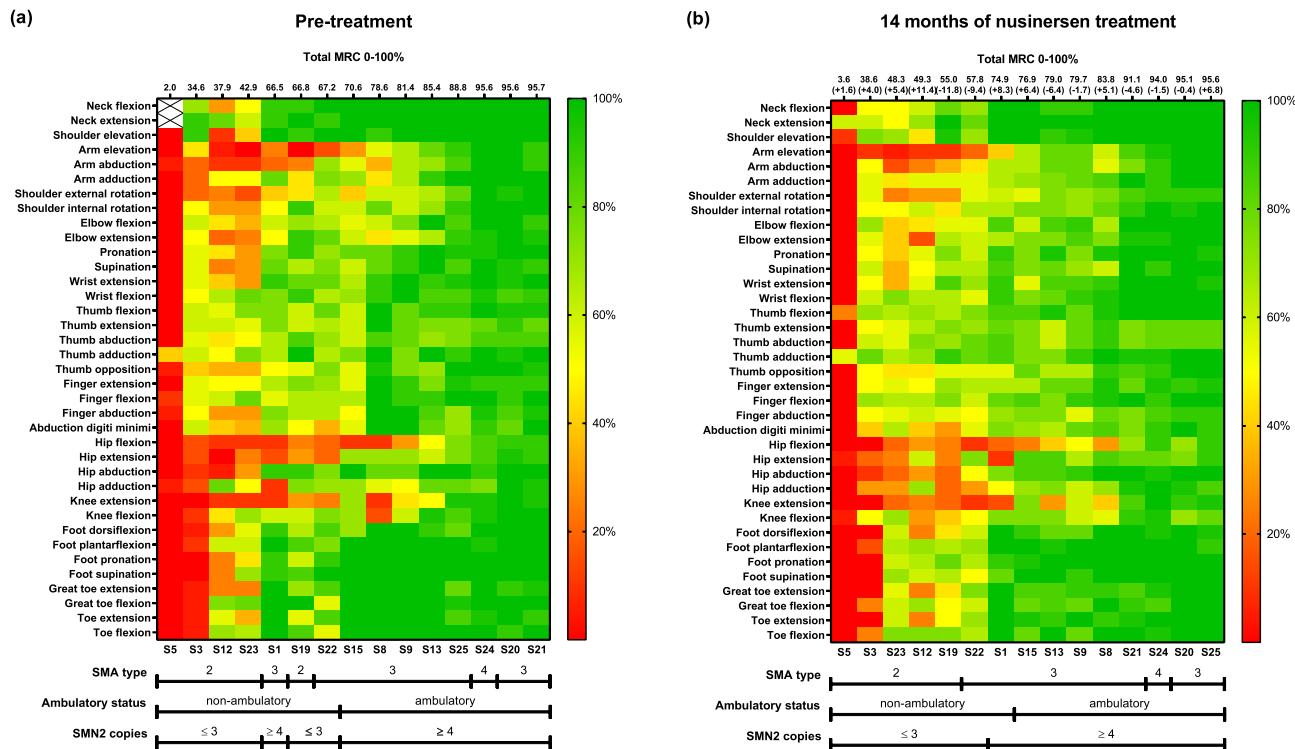 (a)
Pre-treatment
Total MRC 0-100%
2.0 34.6 37.9 42.9 66.5 66.8 67.2 70.6 78.6 81.4 85.4 88.8 95.6 95.6 95.7
Neck flexion
Neck extension
Shoulder elevation
Arm elevation
Arm abduction
Arm adduction
Shoulder external rotation
Shoulder internal rotation
Elbow flexion
Elbow extension
Pronation
Supination
Wrist extension
Wrist flexion
Thumb flexion
Thumb extension
Thumb abduction
Thumb adduction
Thumb opposition
Finger extension
Finger flexion
Finger abduction
Abduction digiti minimi
Hip flexion
Hip extension
Hip abduction
Hip adduction
Knee extension
Knee flexion
Foot dorsiflexion
Foot plantarflexion
Foot pronation
Foot supination
Great toe extension
Great toe flexion
Toe extension
Toe flexion
100%
80%
60%
40%
20%
S5 S3 S12 S23 S1 S19 S22 S15 S8 S9 S13 S25 S24 S20 S21
SMA type 2 3 2 3 4 3
Ambulatory status non-ambulatory ambulatory
SMN2 copies ≤ 3 ≥ 4 ≤ 3 ≥ 4
(b)
14 months of nusinersen treatment
Total MRC 0-100%
3.6 38.6 48.3 49.3 55.0 57.8 74.9 76.9 79.0 79.7 83.8 91.1 94.0 95.1 95.6
(+1.6) (+4.0) (+5.4) (+11.4) (-11.8) (-9.4) (+8.3) (+6.4) (-6.4) (-1.7) (+5.1) (-4.6) (-1.5) (-0.4) (+6.8)
Neck flexion
Neck extension
Shoulder elevation
Arm elevation
Arm abduction
Arm adduction
Shoulder external rotation
Shoulder internal rotation
Elbow flexion
Elbow extension
Pronation
Supination
Wrist extension
Wrist flexion
Thumb flexion
Thumb extension
Thumb abduction
Thumb adduction
Thumb opposition
Finger extension
Finger flexion
Finger abduction
Abduction digiti minimi
Hip flexion
Hip extension
Hip abduction
Hip adduction
Knee extension
Knee flexion
Foot dorsiflexion
Foot plantarflexion
Foot pronation
Foot supination
Great toe extension
Great toe flexion
Toe extension
Toe flexion
100%
80%
60%
40%
20%
S5 S3 S23 S12 S19 S22 S1 S15 S13 S9 S8 S21 S24 S20 S25
SMA type 2 3 4 3
Ambulatory status non-ambulatory ambulatory
SMN2 copies ≤ 3 ≥ 4